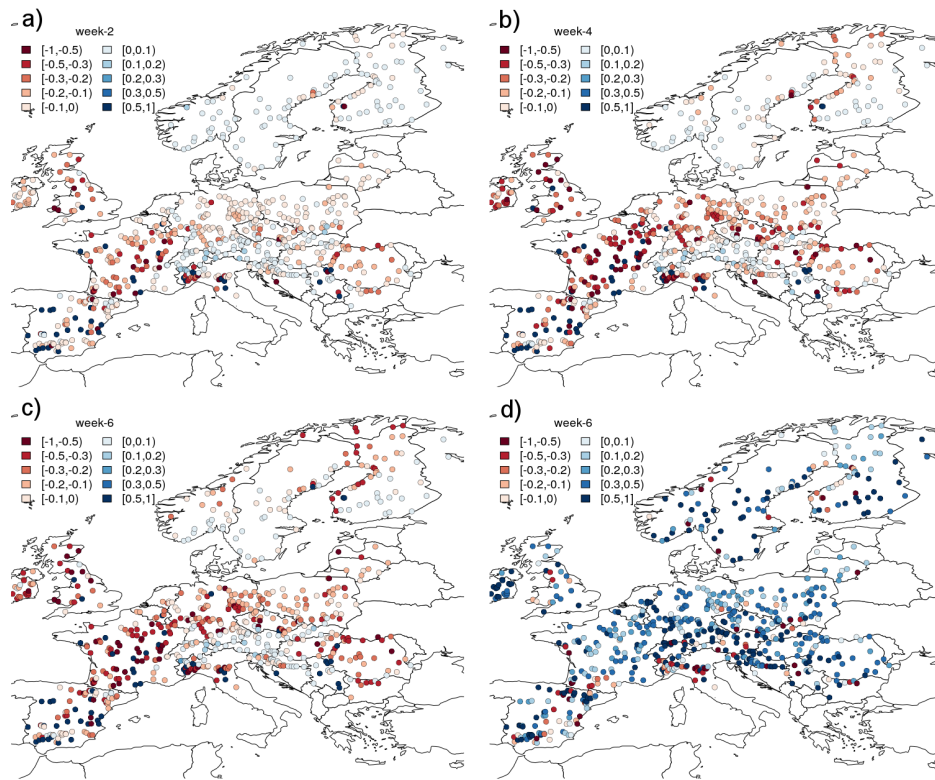 a)
week-2
[-1,-0.5) [0,0.1)
[-0.5,-0.3) [0.1,0.2)
[-0.3,-0.2) [0.2,0.3)
[-0.2,-0.1) [0.3,0.5)
[-0.1,0) [0.5,1]
b)
week-4
[-1,-0.5) [0,0.1)
[-0.5,-0.3) [0.1,0.2)
[-0.3,-0.2) [0.2,0.3)
[-0.2,-0.1) [0.3,0.5)
[-0.1,0) [0.5,1]
c)
week-6
[-1,-0.5) [0,0.1)
[-0.5,-0.3) [0.1,0.2)
[-0.3,-0.2) [0.2,0.3)
[-0.2,-0.1) [0.3,0.5)
[-0.1,0) [0.5,1]
d)
week-6
[-1,-0.5) [0,0.1)
[-0.5,-0.3) [0.1,0.2)
[-0.3,-0.2) [0.2,0.3)
[-0.2,-0.1) [0.3,0.5)
[-0.1,0) [0.5,1]